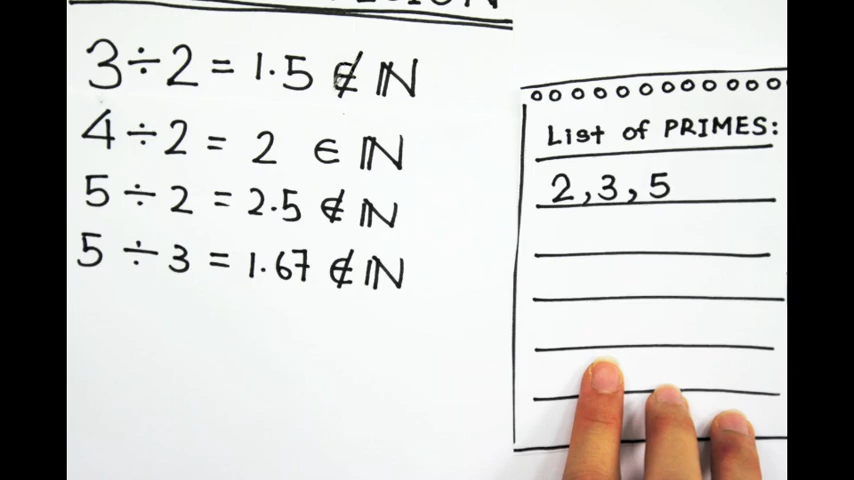 3÷2 = 1.5 ∉ ℕ
4÷2 = 2 ∈ ℕ
5÷2 = 2.5 ∉ ℕ
5÷3 = 1.67 ∉ ℕ
List of PRIMES:
2,3,5